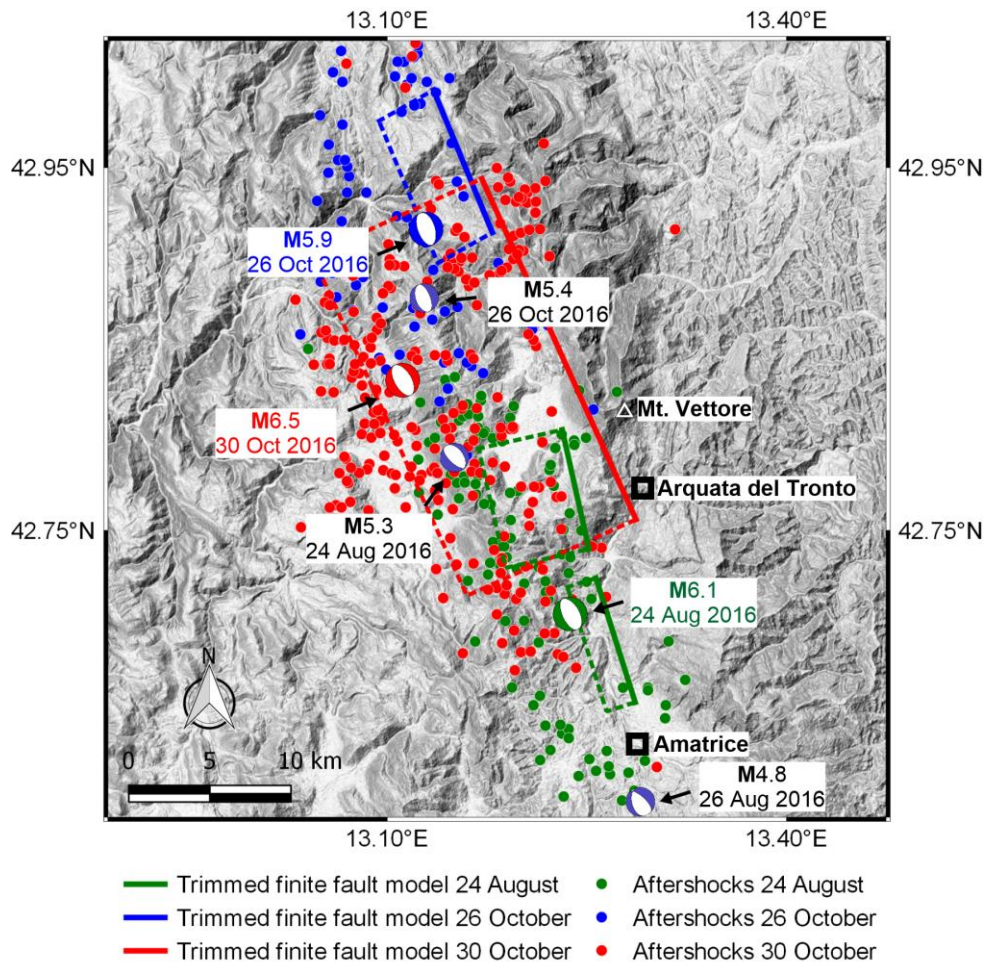 13.10°E
13.40°E
42.95°N
42.95°N
M5.9
26 Oct 2016
M5.4
26 Oct 2016
M6.5
30 Oct 2016
Mt. Vettore
Arquata del Tronto
42.75°N
42.75°N
M5.3
24 Aug 2016
M6.1
24 Aug 2016
N
Amatrice
0 5 10 km
M4.8
26 Aug 2016
13.10°E
13.40°E
Trimmed finite fault model 24 August
Aftershocks 24 August
Trimmed finite fault model 26 October
Aftershocks 26 October
Trimmed finite fault model 30 October
Aftershocks 30 October